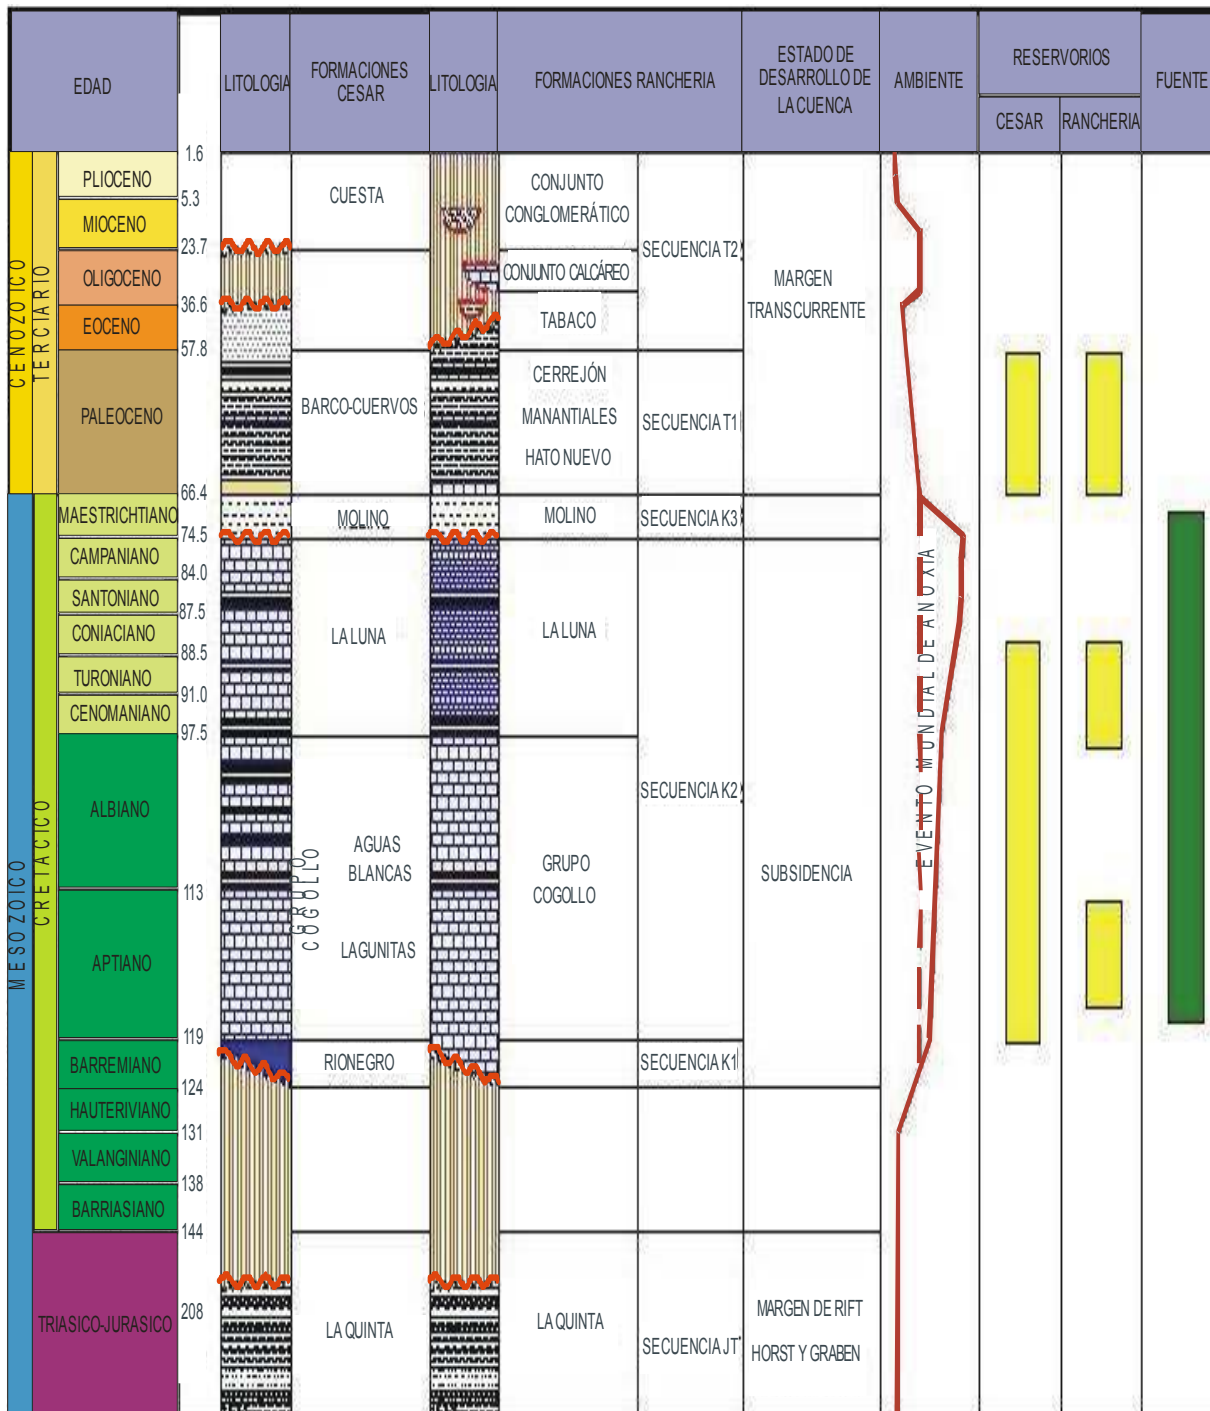 EDAD
LITOLOGIA
FORMACIONES
CESAR
LITOLOGIA
FORMACIONES RANCHERIA
ESTADO DE
DESARROLLO DE
LA CUENCA
AMBIENTE
RESERVORIOS
CESAR
RANCHERIA
FUENTE
CENOZOICO
TERCIARIO
PLIOCENO
MIOCENO
OLIGOCENO
EOCENO
PALEOCENO
MESOZOICO
CRETACICO
MAESTRICHTIANO
CAMPANIANO
SANTONIANO
CONIACIANO
TURONIANO
CENOMANIANO
ALBIANO
APTIANO
BARREMIANO
HAUTERIVIANO
VALANGINIANO
BARRIASIANO
TRIASICO-JURASICO
1.6
5.3
23.7
36.6
57.8
66.4
74.5
84.0
87.5
88.5
91.0
97.5
113
119
124
131
138
144
208
CUESTA
BARCO-CUERVOS
MOLINO
LA LUNA
GRUPO
COGOLLO
AGUAS
BLANCAS
LAGUNITAS
RIONEGRO
LA QUINTA
CONJUNTO
CONGLOMERÁTICO
CONJUNTO CALCÁREO
TABACO
CERREJÓN
MANANTIALES
HATO NUEVO
MOLINO
LA LUNA
GRUPO
COGOLLO
LA QUINTA
SECUENCIA T2
SECUENCIA T1
SECUENCIA K3
SECUENCIA K2
SECUENCIA K1
SECUENCIA JT
MARGEN
TRANSCURRENTE
SUBSIDENCIA
MARGEN DE RIFT
HORST Y GRABEN
EVENTO MUNDIAL DE ANOXIA